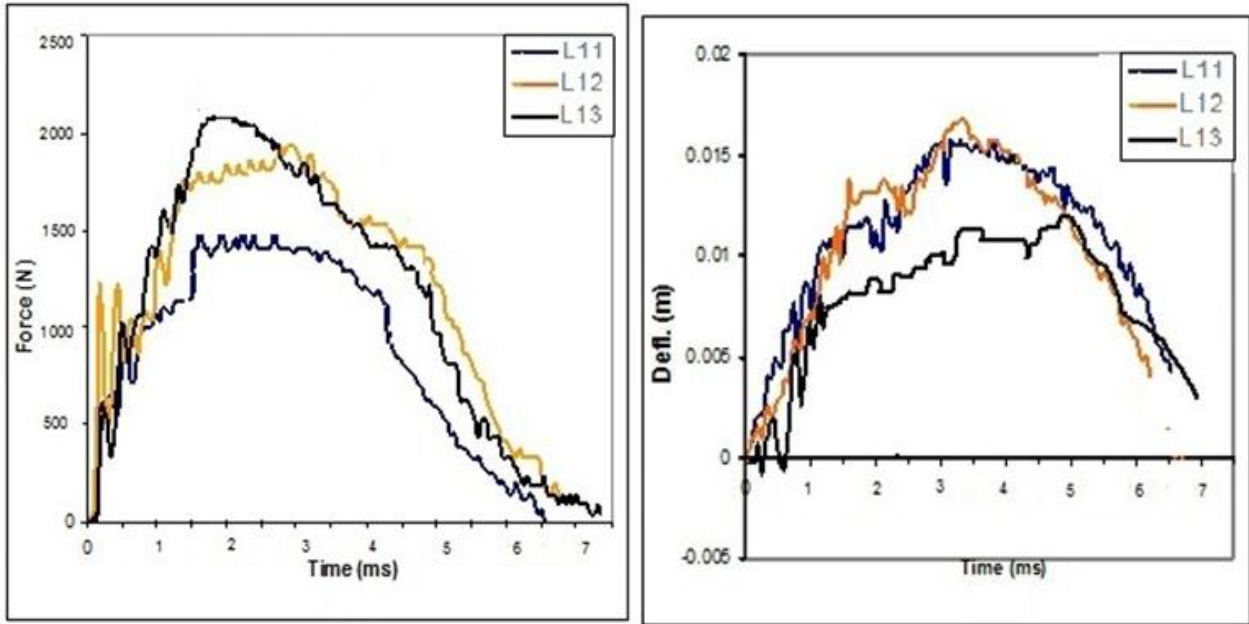 2500
2000
1500
1000
500
0
Force (N)
0 1 2 3 4 5 6 7
Time (ms)
L11
L12
L13
0.02
0.015
0.01
0.005
0
-0.005
Defl. (m)
0 1 2 3 4 5 6 7
Time (ms)
L11
L12
L13